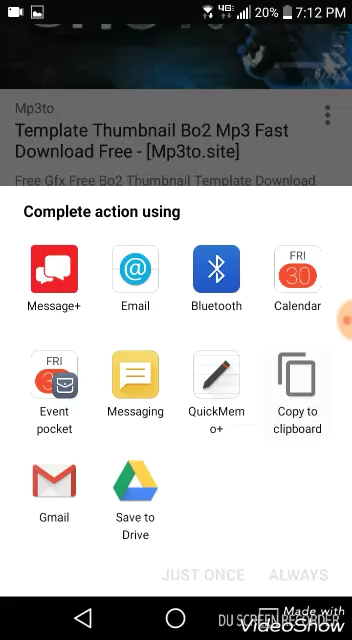 4G 20% 7:12 PM
Mp3to
Template Thumbnail Bo2 Mp3 Fast
Download Free - [Mp3to.site]
Free Gfx Free Bo2 Thumbnail Template Download
Complete action using
FRI
30
Message+ Email Bluetooth Calendar
FRI
Event
pocket
Messaging
QuickMem
o+
Copy to
clipboard
Gmail
Save to
Drive
JUST ONCE ALWAYS
Made with
DU SCREEN RECORDER
VideoShow